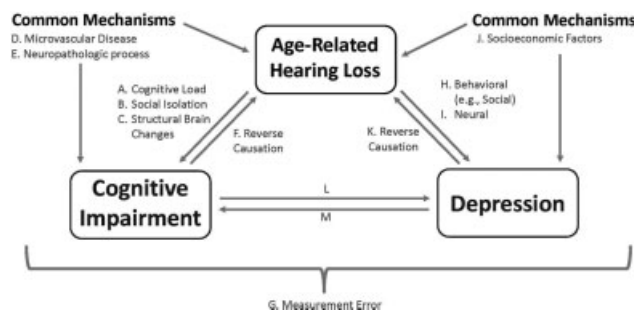 Common Mechanisms
D. Microvascular Disease
E. Neuropathologic process
Common Mechanisms
J. Socioeconomic Factors
Age-Related
Hearing Loss
A. Cognitive Load
B. Social Isolation
C. Structural Brain
Changes
F. Reverse
Causation
K. Reverse
Causation
H. Behavioral
(e.g., Social)
I. Neural
Cognitive
Impairment
L
M
Depression
G. Measurement Error